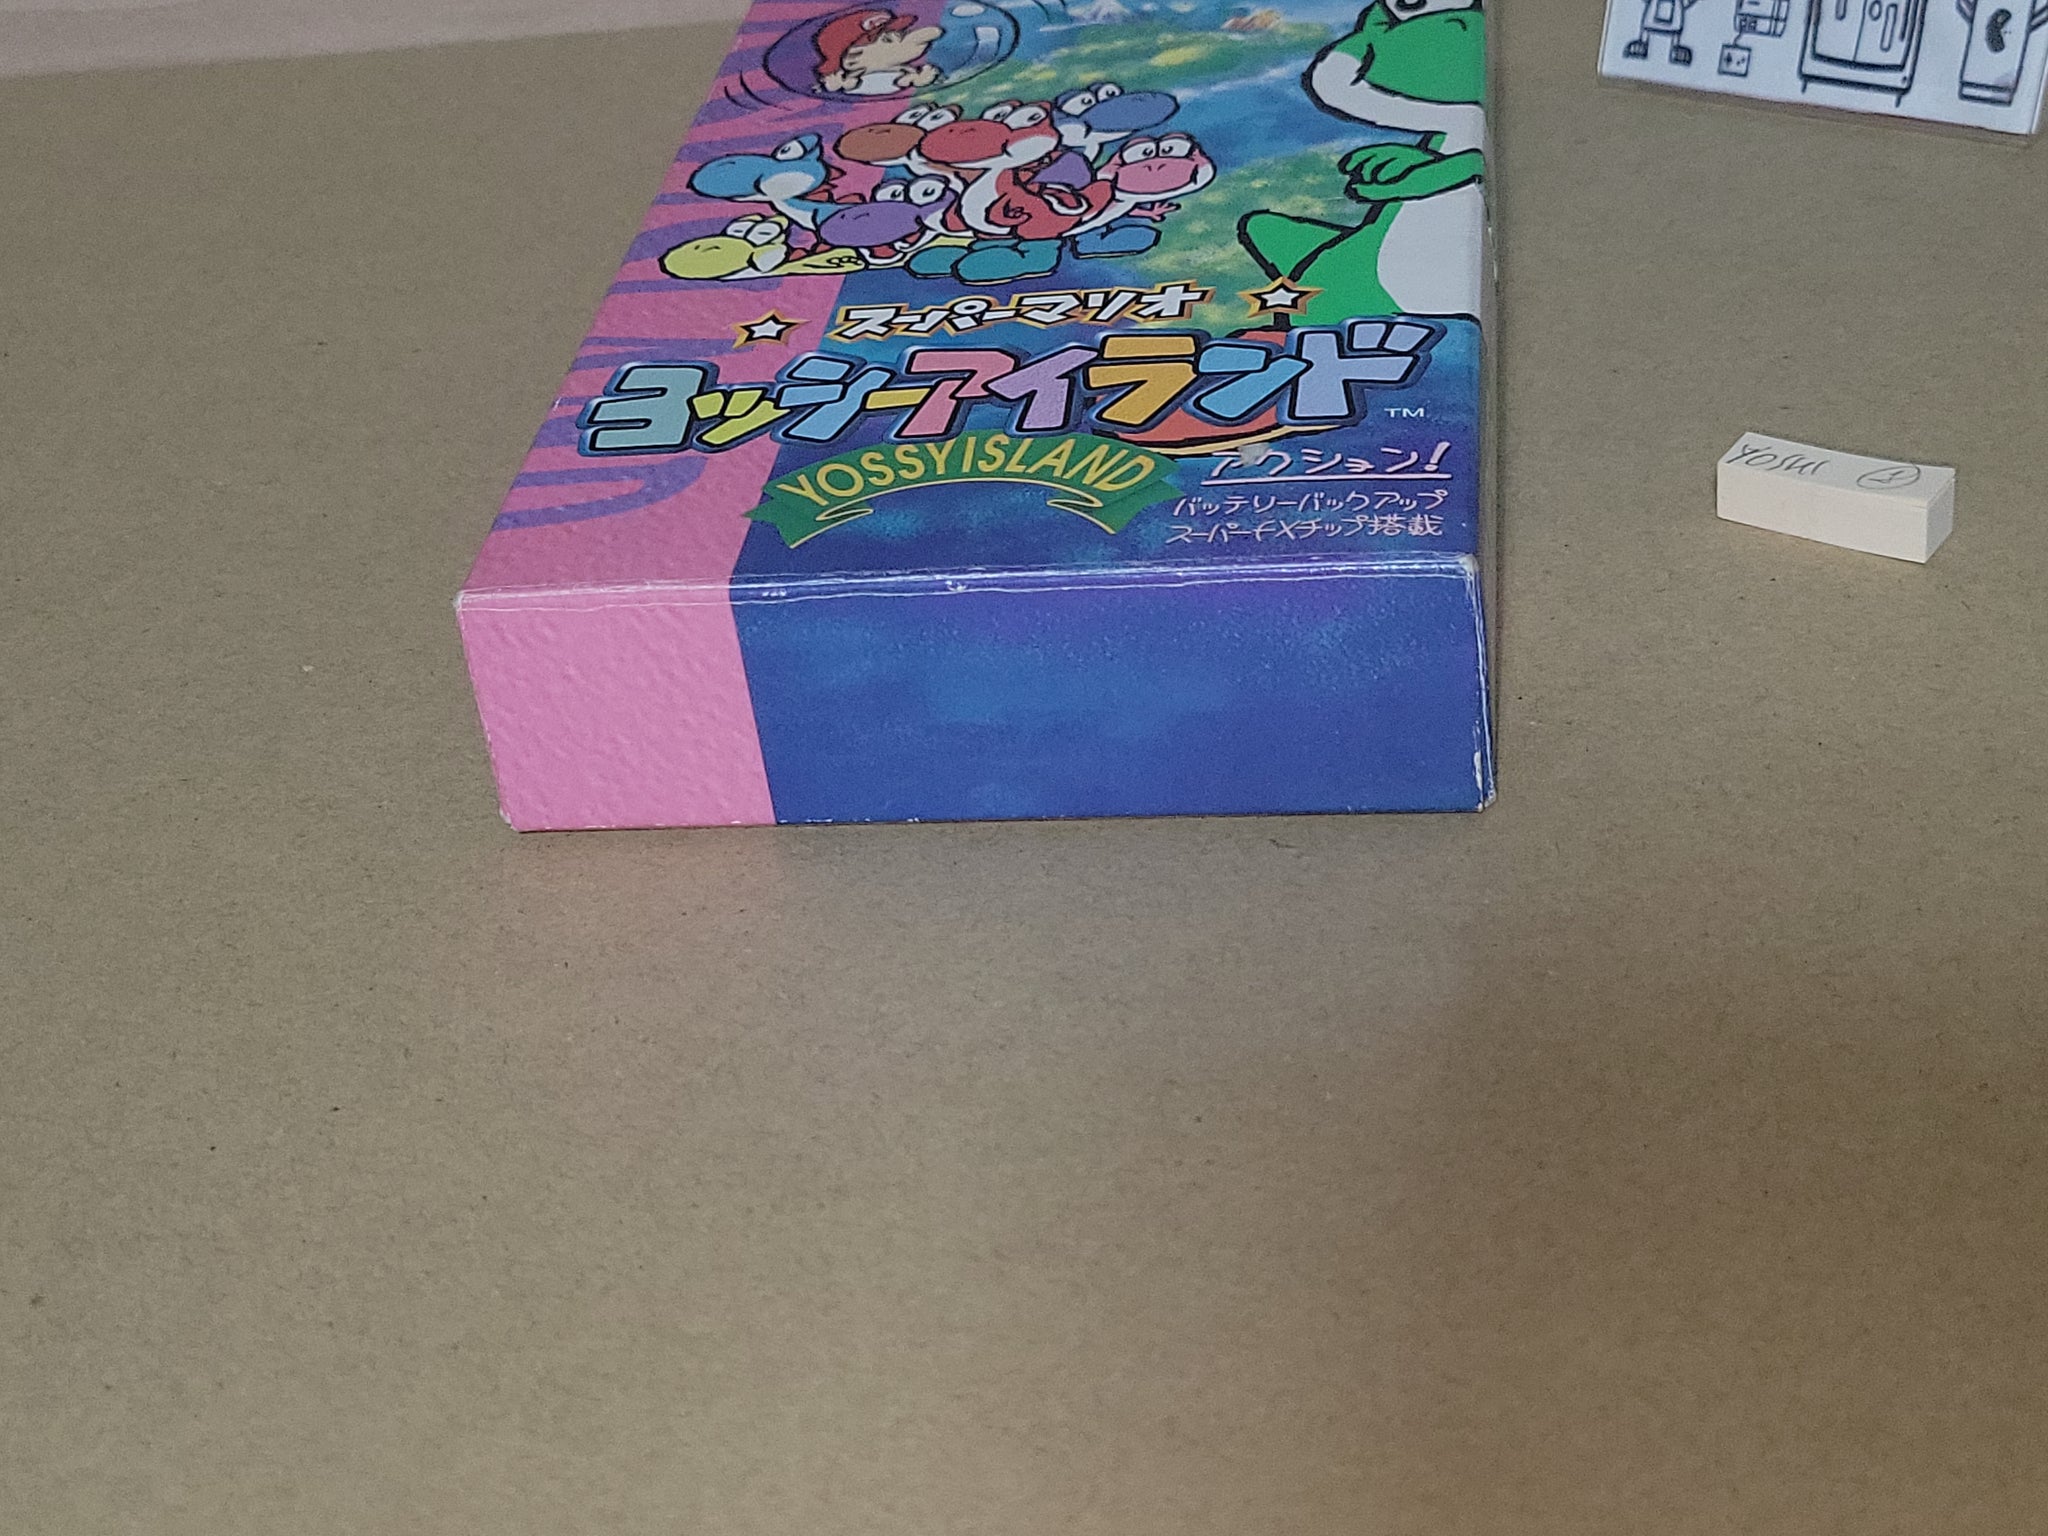 スーパーマリオ
ヨッシーアイランド
TM
YOSSY ISLAND
アクション!
バッテリーバックアップ
スーパーFXチップ搭載
YOSHI